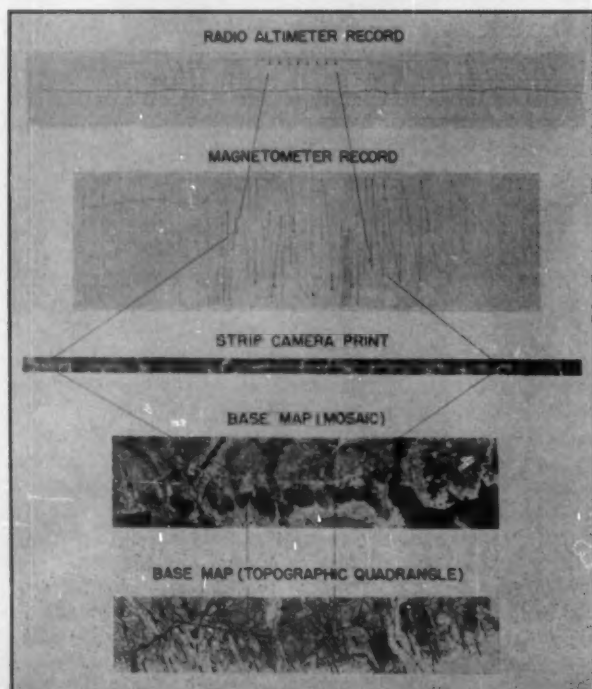 RADIO ALTIMETER RECORD
MAGNETOMETER RECORD
STRIP CAMERA PRINT
BASE MAP (MOSAIC)
BASE MAP (TOPOGRAPHIC QUADRANGLE)